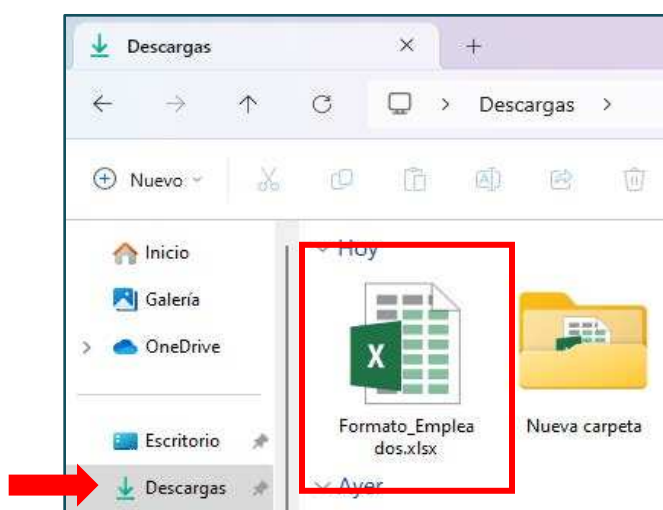 Descargas
Descargas
Nuevo
Inicio
Galería
OneDrive
Escritorio
Descargas
Hoy
X
Formato_Emplea
dos.xlsx
Nueva carpeta
Ayer